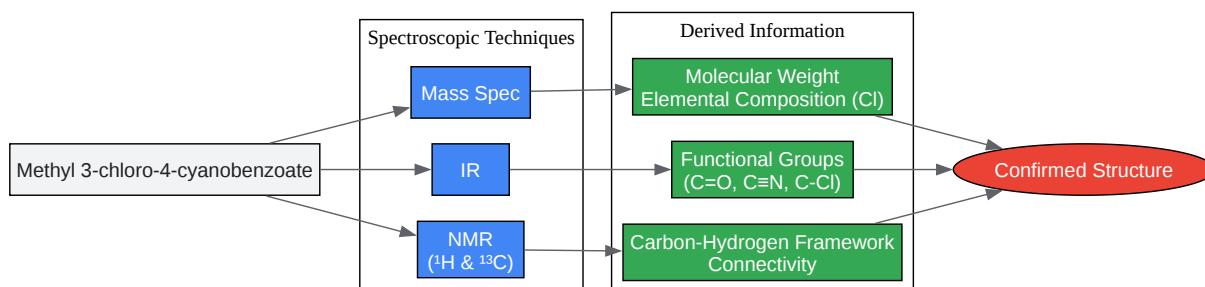 Spectroscopic Techniques
Derived Information
Mass Spec
Molecular Weight
Elemental Composition (Cl)
Methyl 3-chloro-4-cyanobenzoate
IR
Functional Groups
(C=O, C≡N, C-Cl)
Confirmed Structure
NMR
(¹H & ¹³C)
Carbon-Hydrogen Framework
Connectivity